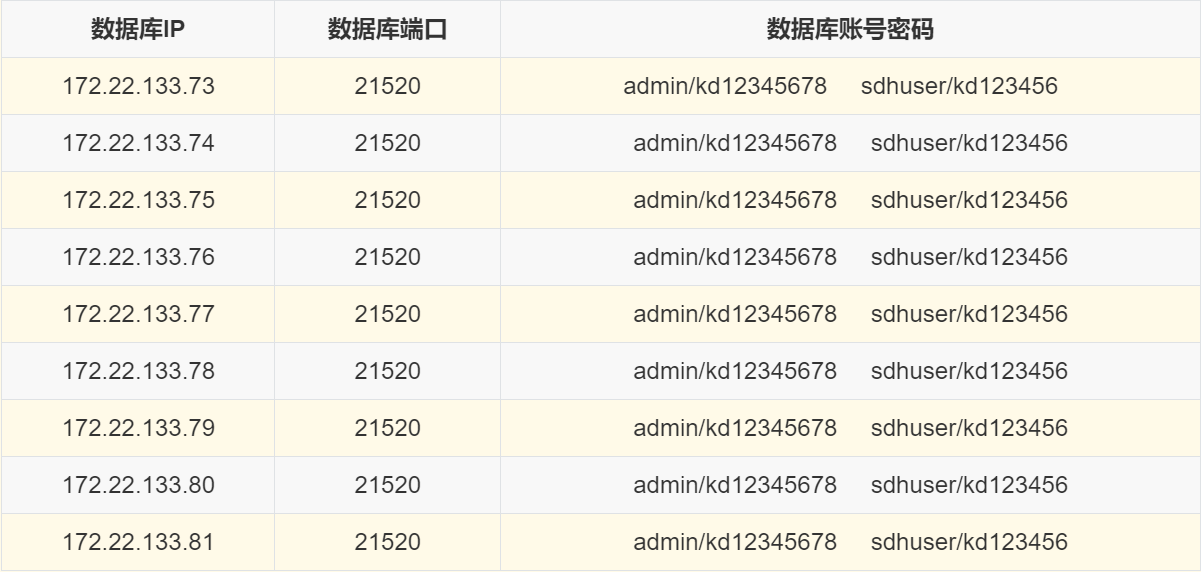 数据库IP 数据库端口 数据库账号密码
172.22.133.73 21520 admin/kd12345678 sdhuser/kd123456
172.22.133.74 21520 admin/kd12345678 sdhuser/kd123456
172.22.133.75 21520 admin/kd12345678 sdhuser/kd123456
172.22.133.76 21520 admin/kd12345678 sdhuser/kd123456
172.22.133.77 21520 admin/kd12345678 sdhuser/kd123456
172.22.133.78 21520 admin/kd12345678 sdhuser/kd123456
172.22.133.79 21520 admin/kd12345678 sdhuser/kd123456
172.22.133.80 21520 admin/kd12345678 sdhuser/kd123456
172.22.133.81 21520 admin/kd12345678 sdhuser/kd123456